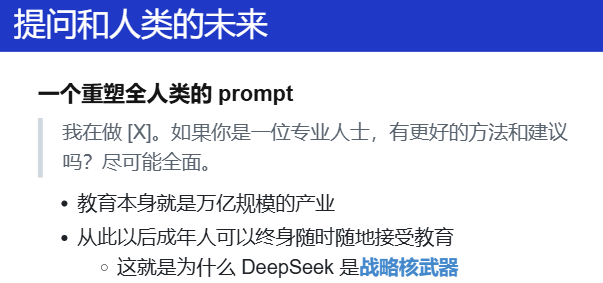 提问和人类的未来
一个重塑全人类的 prompt
我在做 [X]。如果你是一位专业人士，有更好的方法和建议
吗？尽可能全面。
• 教育本身就是万亿规模的产业
• 从此以后成年人可以终身随时随地接受教育
○ 这就是为什么 DeepSeek 是战略核武器